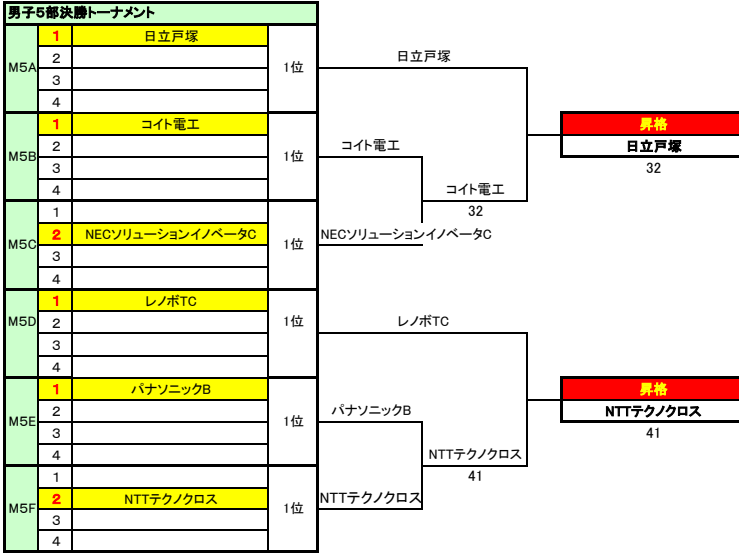 男子5部決勝トーナメント
M5A
1 日立戸塚
2
3
4
1位
日立戸塚
M5B
1 コイト電工
2
3
4
1位
コイト電工
コイト電工
32
昇格
日立戸塚
32
M5C
1
2 NECソリューションイノベータC
3
4
1位
NECソリューションイノベータC
M5D
1 レノボTC
2
3
4
1位
レノボTC
M5E
1 パナソニックB
2
3
4
1位
パナソニックB
NTTテクノクロス
41
昇格
NTTテクノクロス
41
M5F
1
2 NTTテクノクロス
3
4
1位
NTTテクノクロス